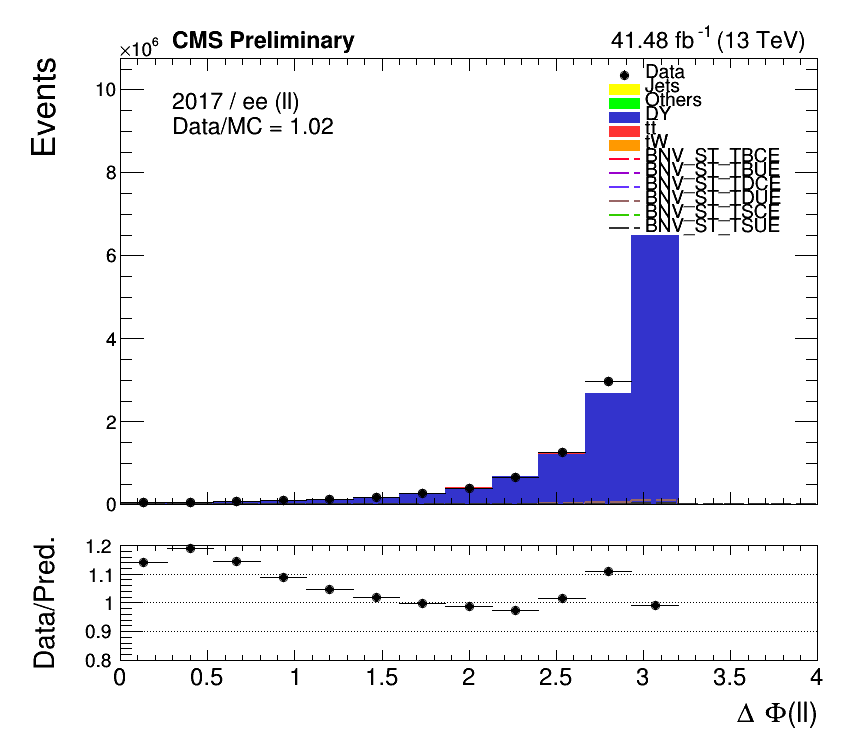 ×10⁶ CMS Preliminary 41.48 fb⁻¹ (13 TeV)
Events
2017 / ee (ll)
Data/MC = 1.02
Data
Jets
Others
DY
tt
tW
BNV_ST_TBCE
BNV_ST_TBUE
BNV_ST_TDCE
BNV_ST_TDUE
BNV_ST_TSCE
BNV_ST_TSUE
10
8
6
4
2
0
Data/Pred.
1.2
1.1
1
0.9
0.8
0 0.5 1 1.5 2 2.5 3 3.5 4
Δ Φ(ll)